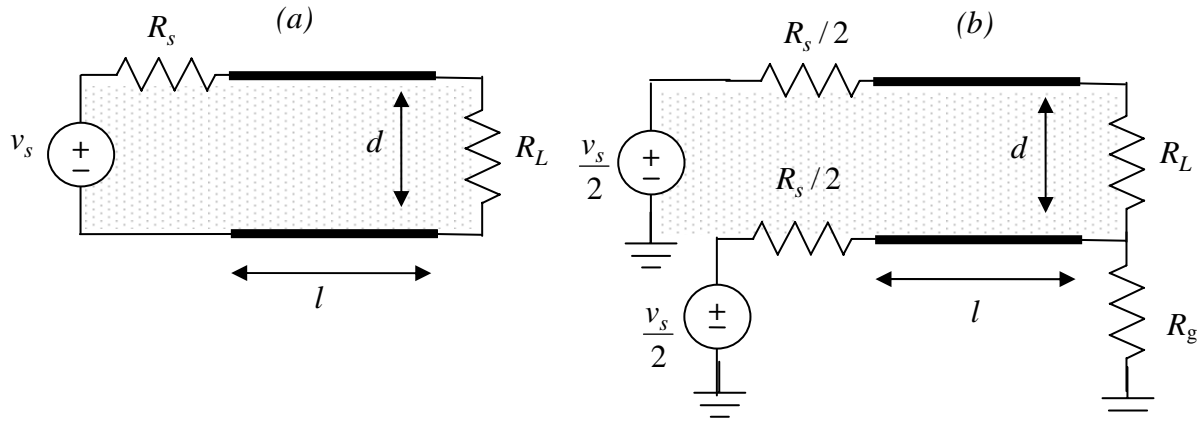 (a)
R_s
v_s
+
−
d
R_L
l
(b)
R_s / 2
v_s/2
+
−
R_s / 2
d
R_L
l
v_s/2
+
−
R_g